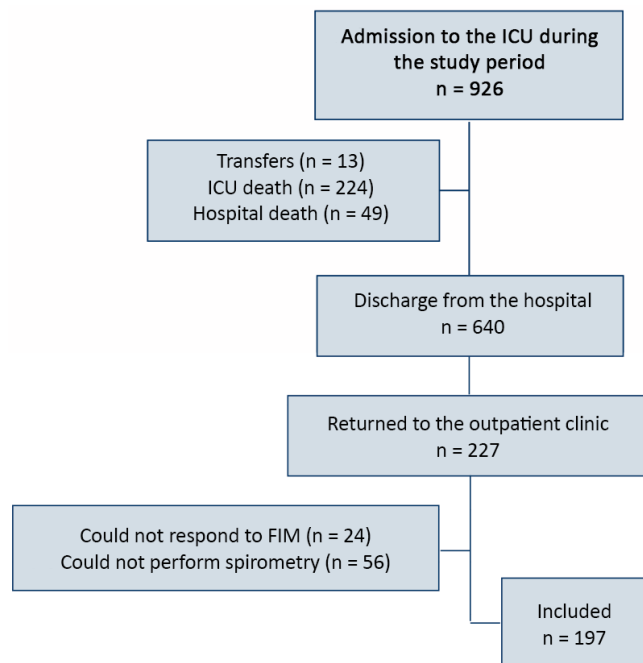 Admission to the ICU during
the study period
n = 926
Transfers (n = 13)
ICU death (n = 224)
Hospital death (n = 49)
Discharge from the hospital
n = 640
Returned to the outpatient clinic
n = 227
Could not respond to FIM (n = 24)
Could not perform spirometry (n = 56)
Included
n = 197